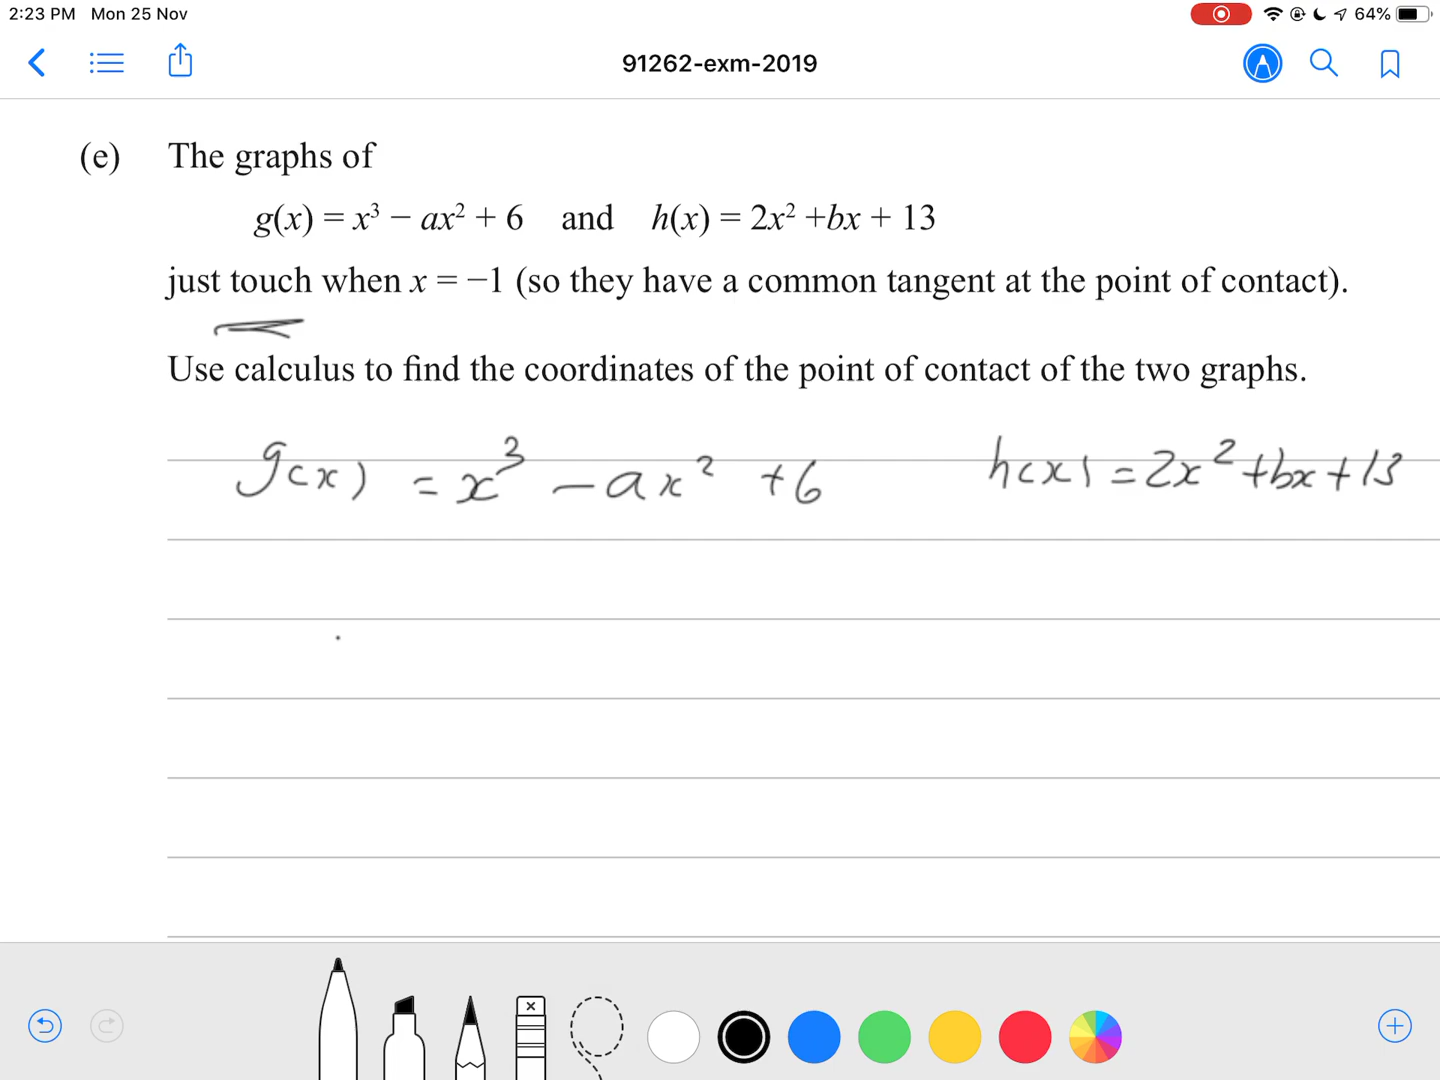 2:23 PM Mon 25 Nov 64%
91262-exm-2019
(e) The graphs of
g(x) = x³ − ax² + 6 and h(x) = 2x² +bx + 13
just touch when x = −1 (so they have a common tangent at the point of contact).
Use calculus to find the coordinates of the point of contact of the two graphs.
g(x) = x³ − ax² +6 h(x) = 2x²+bx+13